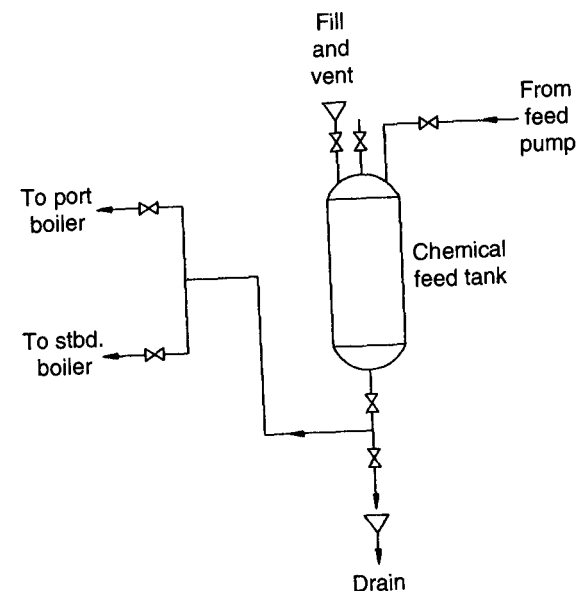 Fill
and
vent
From
feed
pump
To port
boiler
Chemical
feed tank
To stbd.
boiler
Drain